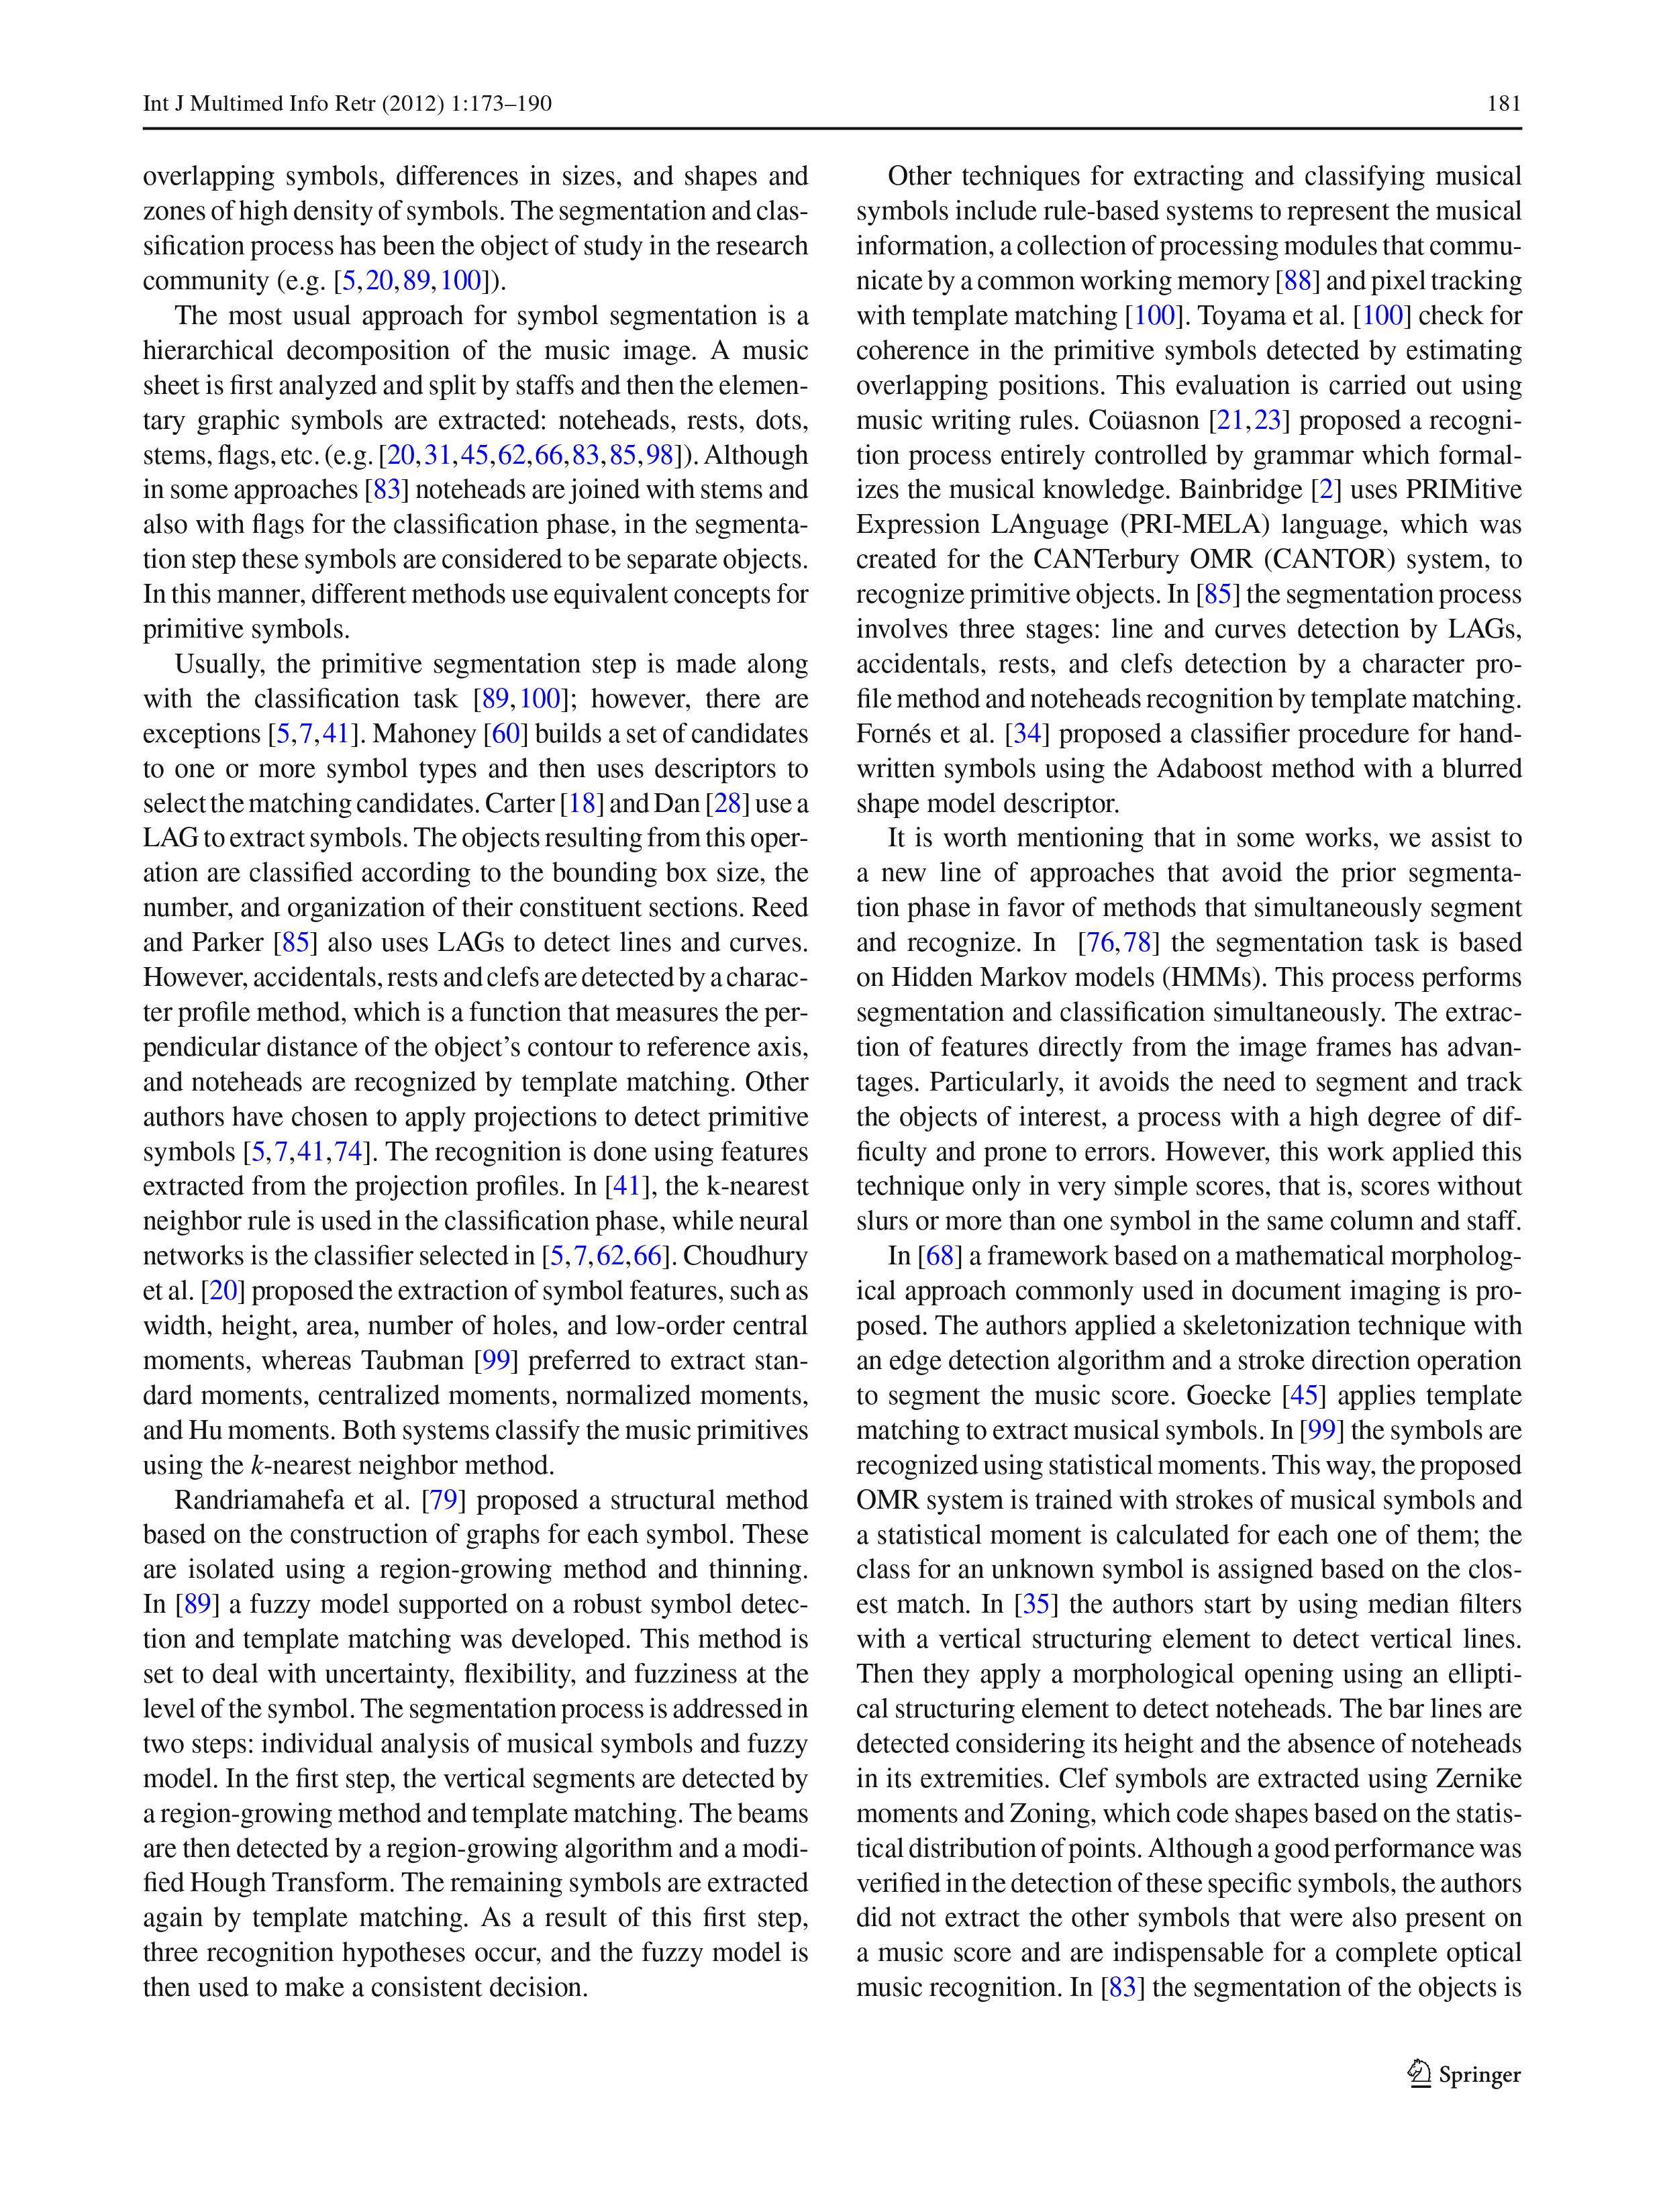 Int J Multimed Info Retr (2012) 1:173–190
181
overlapping symbols, differences in sizes, and shapes and
zones of high density of symbols. The segmentation and clas-
sification process has been the object of study in the research
community (e.g. [5,20,89,100]).
The most usual approach for symbol segmentation is a
hierarchical decomposition of the music image. A music
sheet is first analyzed and split by staffs and then the elemen-
tary graphic symbols are extracted: noteheads, rests, dots,
stems, flags, etc. (e.g. [20,31,45,62,66,83,85,98]). Although
in some approaches [83] noteheads are joined with stems and
also with flags for the classification phase, in the segmenta-
tion step these symbols are considered to be separate objects.
In this manner, different methods use equivalent concepts for
primitive symbols.
Usually, the primitive segmentation step is made along
with the classification task [89,100]; however, there are
exceptions [5,7,41]. Mahoney [60] builds a set of candidates
to one or more symbol types and then uses descriptors to
select the matching candidates. Carter [18] and Dan [28] use a
LAG to extract symbols. The objects resulting from this oper-
ation are classified according to the bounding box size, the
number, and organization of their constituent sections. Reed
and Parker [85] also uses LAGs to detect lines and curves.
However, accidentals, rests and clefs are detected by a charac-
ter profile method, which is a function that measures the per-
pendicular distance of the object's contour to reference axis,
and noteheads are recognized by template matching. Other
authors have chosen to apply projections to detect primitive
symbols [5,7,41,74]. The recognition is done using features
extracted from the projection profiles. In [41], the k-nearest
neighbor rule is used in the classification phase, while neural
networks is the classifier selected in [5,7,62,66]. Choudhury
et al. [20] proposed the extraction of symbol features, such as
width, height, area, number of holes, and low-order central
moments, whereas Taubman [99] preferred to extract stan-
dard moments, centralized moments, normalized moments,
and Hu moments. Both systems classify the music primitives
using the k-nearest neighbor method.
Randriamahefa et al. [79] proposed a structural method
based on the construction of graphs for each symbol. These
are isolated using a region-growing method and thinning.
In [89] a fuzzy model supported on a robust symbol detec-
tion and template matching was developed. This method is
set to deal with uncertainty, flexibility, and fuzziness at the
level of the symbol. The segmentation process is addressed in
two steps: individual analysis of musical symbols and fuzzy
model. In the first step, the vertical segments are detected by
a region-growing method and template matching. The beams
are then detected by a region-growing algorithm and a modi-
fied Hough Transform. The remaining symbols are extracted
again by template matching. As a result of this first step,
three recognition hypotheses occur, and the fuzzy model is
then used to make a consistent decision.
Other techniques for extracting and classifying musical
symbols include rule-based systems to represent the musical
information, a collection of processing modules that commu-
nicate by a common working memory [88] and pixel tracking
with template matching [100]. Toyama et al. [100] check for
coherence in the primitive symbols detected by estimating
overlapping positions. This evaluation is carried out using
music writing rules. Coüasnon [21,23] proposed a recogni-
tion process entirely controlled by grammar which formal-
izes the musical knowledge. Bainbridge [2] uses PRIMitive
Expression LAnguage (PRI-MELA) language, which was
created for the CANTerbury OMR (CANTOR) system, to
recognize primitive objects. In [85] the segmentation process
involves three stages: line and curves detection by LAGs,
accidentals, rests, and clefs detection by a character pro-
file method and noteheads recognition by template matching.
Fornés et al. [34] proposed a classifier procedure for hand-
written symbols using the Adaboost method with a blurred
shape model descriptor.
It is worth mentioning that in some works, we assist to
a new line of approaches that avoid the prior segmenta-
tion phase in favor of methods that simultaneously segment
and recognize. In [76,78] the segmentation task is based
on Hidden Markov models (HMMs). This process performs
segmentation and classification simultaneously. The extrac-
tion of features directly from the image frames has advan-
tages. Particularly, it avoids the need to segment and track
the objects of interest, a process with a high degree of dif-
ficulty and prone to errors. However, this work applied this
technique only in very simple scores, that is, scores without
slurs or more than one symbol in the same column and staff.
In [68] a framework based on a mathematical morpholog-
ical approach commonly used in document imaging is pro-
posed. The authors applied a skeletonization technique with
an edge detection algorithm and a stroke direction operation
to segment the music score. Goecke [45] applies template
matching to extract musical symbols. In [99] the symbols are
recognized using statistical moments. This way, the proposed
OMR system is trained with strokes of musical symbols and
a statistical moment is calculated for each one of them; the
class for an unknown symbol is assigned based on the clos-
est match. In [35] the authors start by using median filters
with a vertical structuring element to detect vertical lines.
Then they apply a morphological opening using an ellipti-
cal structuring element to detect noteheads. The bar lines are
detected considering its height and the absence of noteheads
in its extremities. Clef symbols are extracted using Zernike
moments and Zoning, which code shapes based on the statis-
tical distribution of points. Although a good performance was
verified in the detection of these specific symbols, the authors
did not extract the other symbols that were also present on
a music score and are indispensable for a complete optical
music recognition. In [83] the segmentation of the objects is
Springer